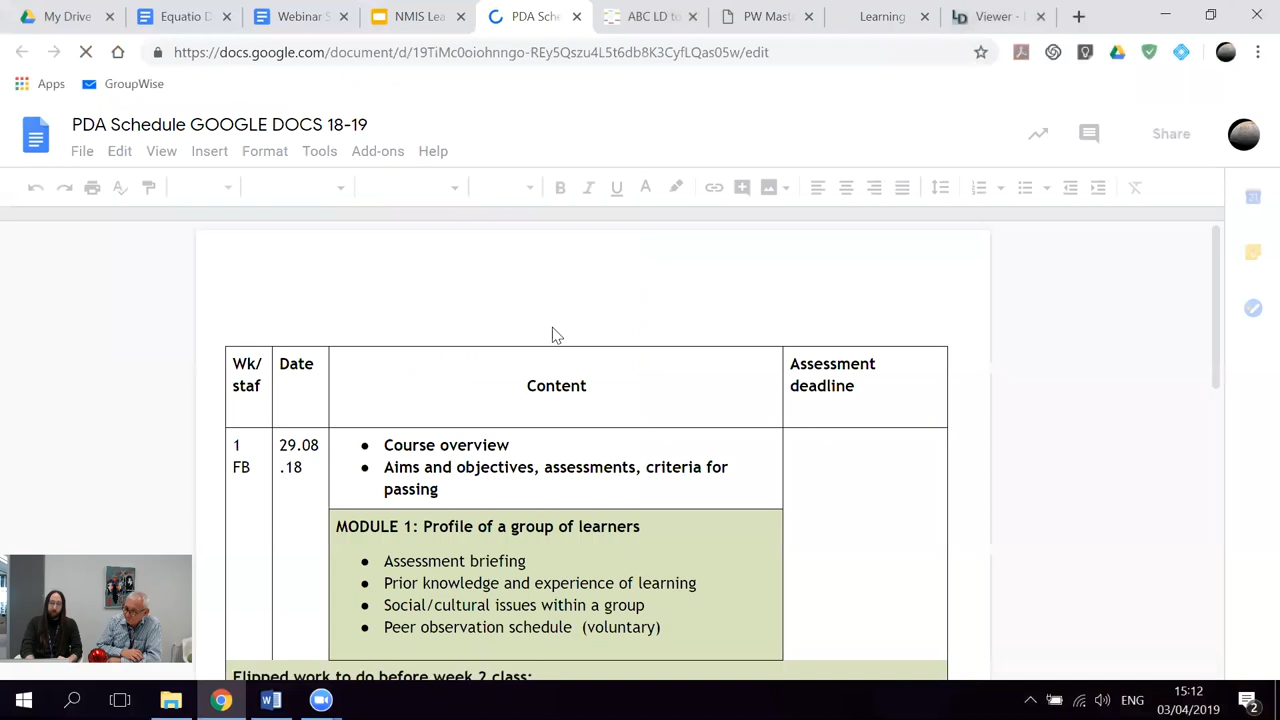 My Drive
Equatio D
Webinar S
NMIS Lea
PDA Sche
ABC LD to
PW Maste
Learning
Viewer - L
https://docs.google.com/document/d/19TiMc0oiohnngo-REy5Qszu4L5t6db8K3CyfLQas05w/edit
Apps
GroupWise
PDA Schedule GOOGLE DOCS 18-19
File Edit View Insert Format Tools Add-ons Help
Share
B I U A
Wk/
staf
Date
Content
Assessment
deadline
1
FB
29.08
.18
● Course overview
● Aims and objectives, assessments, criteria for
passing
MODULE 1: Profile of a group of learners
● Assessment briefing
● Prior knowledge and experience of learning
● Social/cultural issues within a group
● Peer observation schedule (voluntary)
Flipped work to do before week 2 class:
ENG
15:12
03/04/2019
2